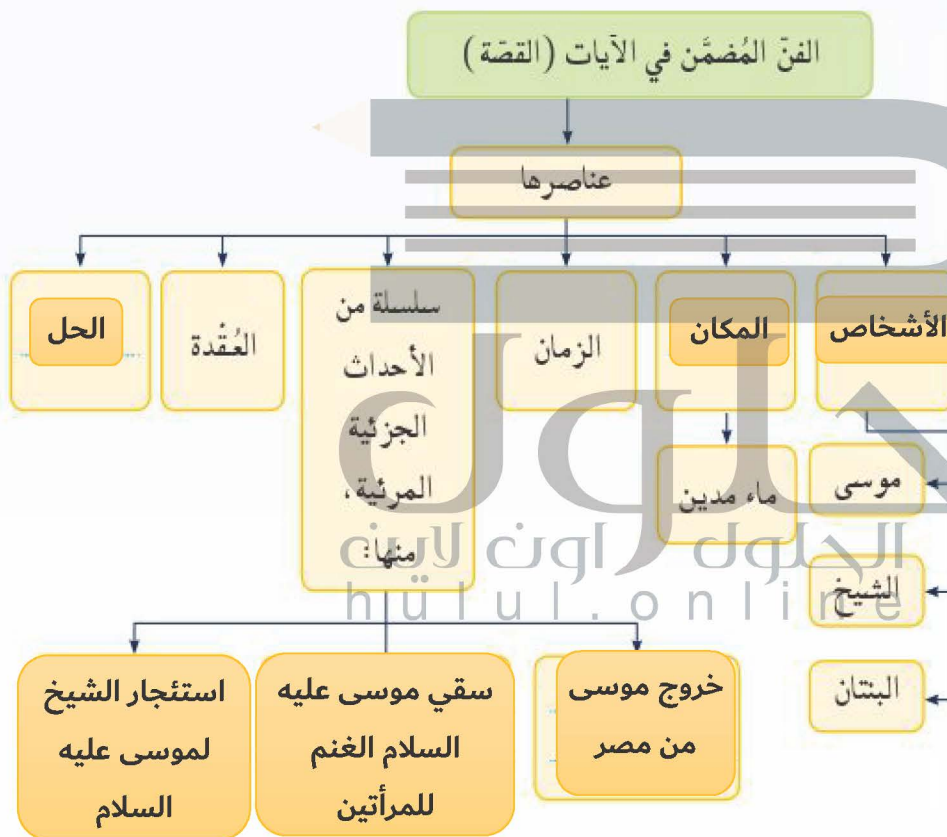 الفنّ المُضمَّن في الآيات (القصّة)
عناصرها
الأشخاص
المكان
الزمان
سلسلة من
الأحداث
الجزئية
المرئية،
منها:
العُقْدة
الحل
موسى
الشيخ
البنتان
ماء مدين
خروج موسى
من مصر
سقي موسى عليه
السلام الغنم
للمرأتين
استئجار الشيخ
لموسى عليه
السلام
حلول
الحلول اون لاين
hulul.online